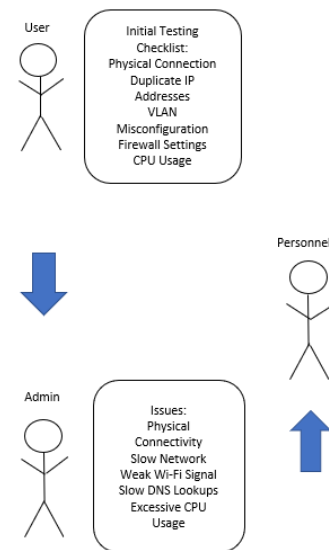 User
Initial Testing
Checklist:
Physical Connection
Duplicate IP
Addresses
VLAN
Misconfiguration
Firewall Settings
CPU Usage
Personnel
Admin
Issues:
Physical
Connectivity
Slow Network
Weak Wi-Fi Signal
Slow DNS Lookups
Excessive CPU
Usage